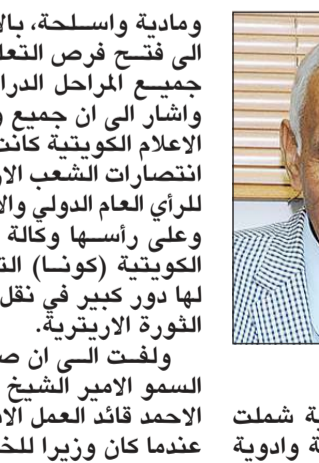 ومادية واسلحة، بالا
الى فتح فرص التعل
جميع المراحل الدرا
واشار الى ان جميع و
الاعلام الكويتية كانت
انتصارات الشعب الار
للرأي العام الدولي والا
وعلى رأسها وكالة
الكويتية (كونا) الت
لها دور كبير في نقل
الثورة الاريترية.
ولفت الى ان ص
السمو الامير الشيخ
الاحمد قائد العمل الا
عندما كان وزيرا للخ
ية شملت
ة وادوية